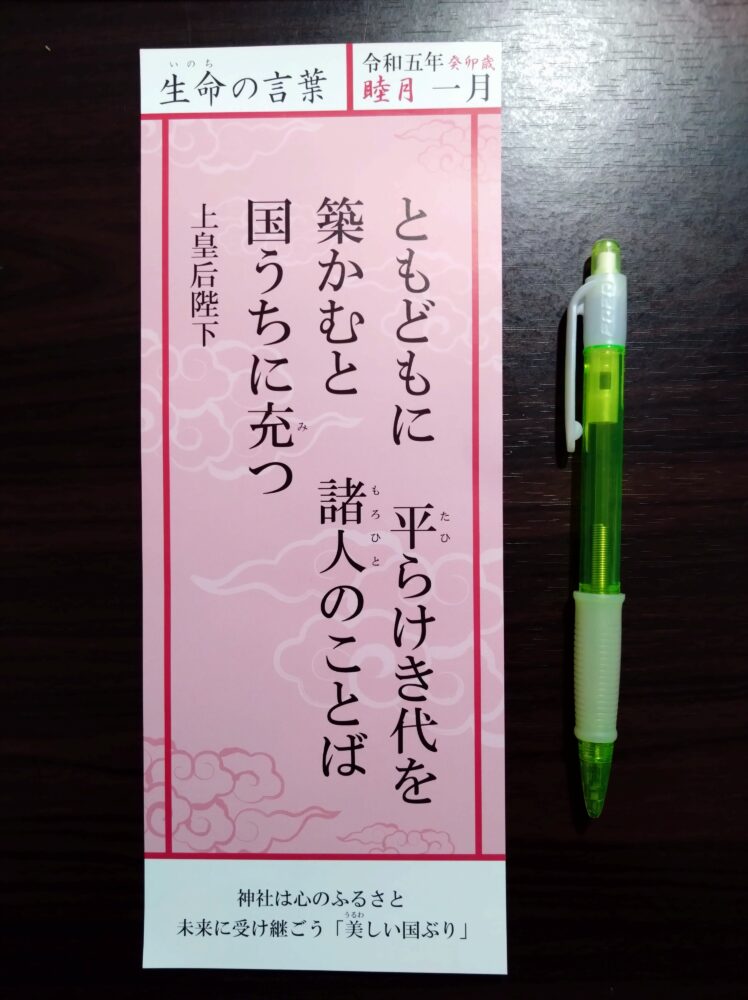 生命の言葉
いのち
令和五年 癸卯歳
睦月 一月
ともどもに 平らけき代を
たひ
築かむと 諸人のことば
もろひと
国うちに充つ
み
上皇后陛下
神社は心のふるさと
未来に受け継ごう「美しい国ぶり」
うるわ